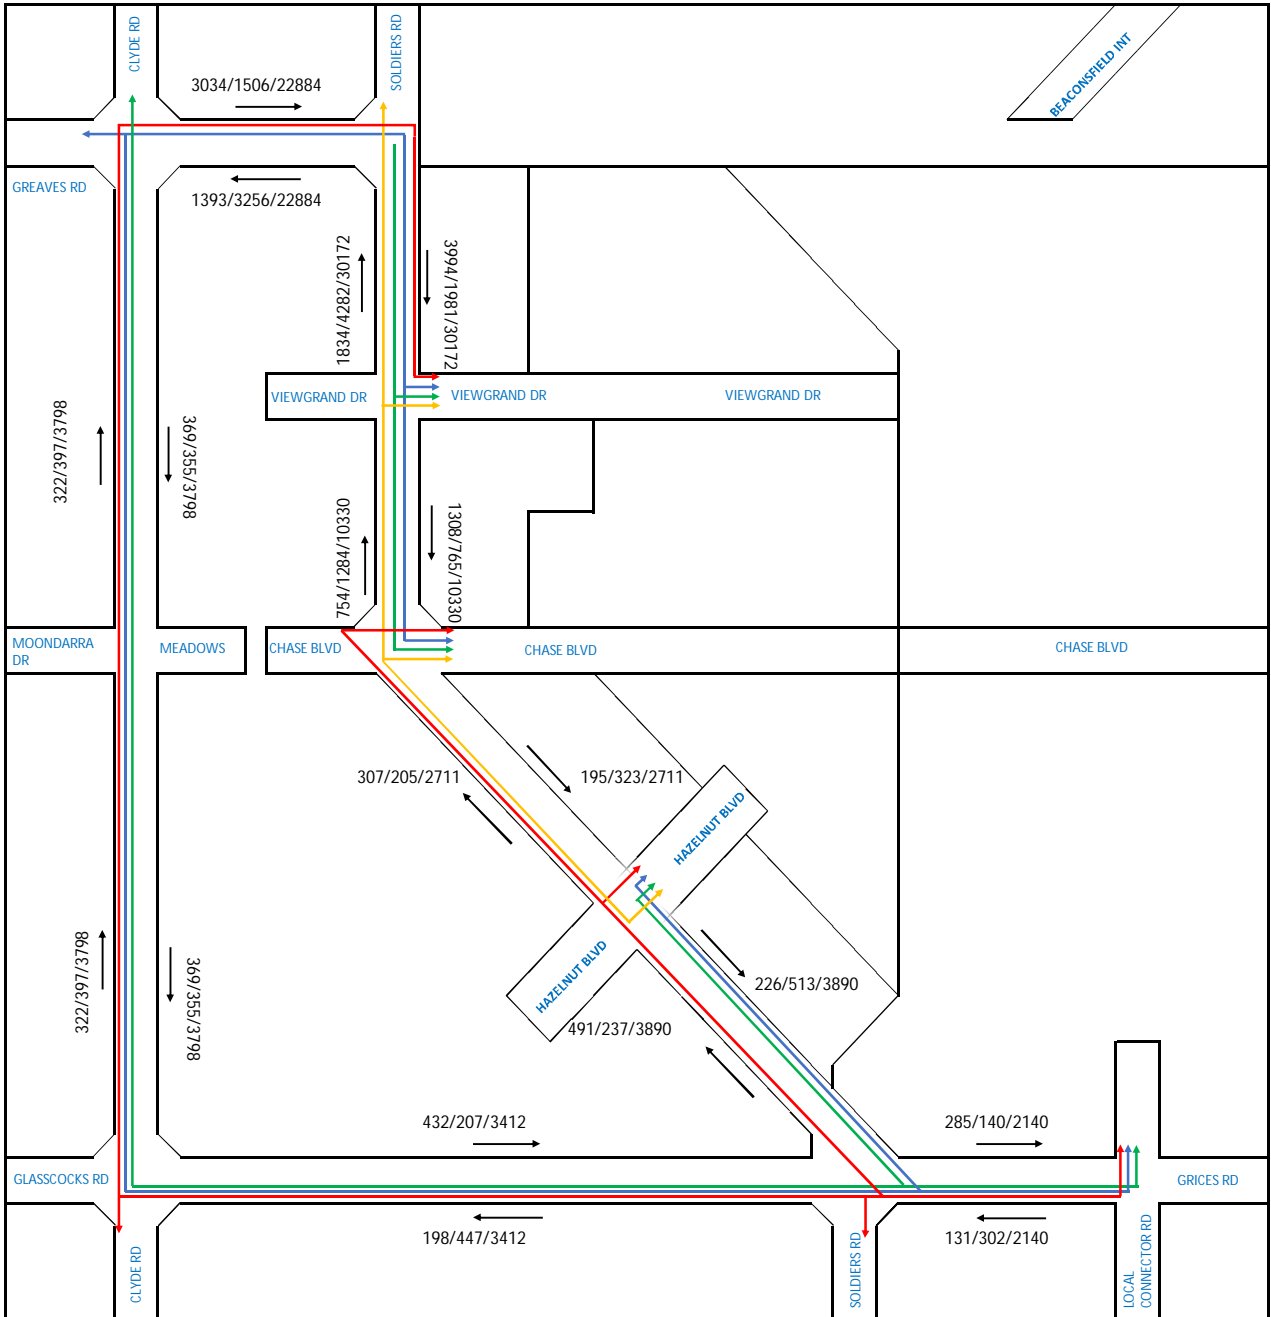 CLYDE RD
SOLDIERS RD
BEACONSFIELD INT
3034/1506/22884
GREAVES RD
1393/3256/22884
1834/4282/30172
3994/1981/30172
VIEWGRAND DR
VIEWGRAND DR
VIEWGRAND DR
322/397/3798
369/355/3798
754/1284/10330
1308/765/10330
MOONDARRA
DR
MEADOWS
CHASE BLVD
CHASE BLVD
CHASE BLVD
307/205/2711
195/323/2711
HAZELNUT BLVD
HAZELNUT BLVD
322/397/3798
369/355/3798
226/513/3890
491/237/3890
432/207/3412
285/140/2140
GLASSCOCKS RD
GRICES RD
198/447/3412
131/302/2140
CLYDE RD
SOLDIERS RD
LOCAL
CONNECTOR RD